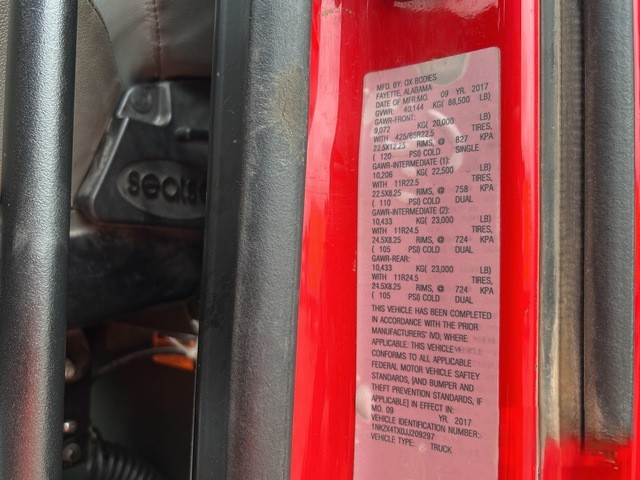 seats
MFD. BY: OX BODIES
FAYETTE, ALABAMA
DATE OF MFR.MO. 09 YR. 2017
GVWR: 40,144 KG( 88,500 LB)
GAWR-FRONT:
9,072 KG( 20,000 LB)
WITH 425/65R22.5 TIRES,
22.5X12.25 RIMS, @ 827 KPA
( 120 PSI) COLD SINGLE
GAWR-INTERMEDIATE (1):
10,206 KG( 22,500 LB)
WITH 11R22.5 TIRES,
22.5X8.25 RIMS, @ 758 KPA
( 110 PSI) COLD DUAL
GAWR-INTERMEDIATE (2):
10,433 KG( 23,000 LB)
WITH 11R24.5 TIRES,
24.5X8.25 RIMS, @ 724 KPA
( 105 PSI) COLD DUAL
GAWR-REAR:
10,433 KG( 23,000 LB)
WITH 11R24.5 TIRES,
24.5X8.25 RIMS, @ 724 KPA
( 105 PSI) COLD DUAL
THIS VEHICLE HAS BEEN COMPLETED
IN ACCORDANCE WITH THE PRIOR
MANUFACTURERS' IVD, WHERE
APPLICABLE: THIS VEHICLE VEHICLE
CONFORMS TO ALL APPLICABLE
FEDERAL MOTOR VEHICLE SAFTEY
STANDARDS, (AND BUMPER AND
THEFT PREVENTION STANDARDS, IF
APPLICABLE) IN EFFECT IN:
MO. 09 YR. 2017
VEHICLE IDENTIFICATION NUMBER:
1NKZX4TX0JJ209297
VEHICLE TYPE: TRUCK